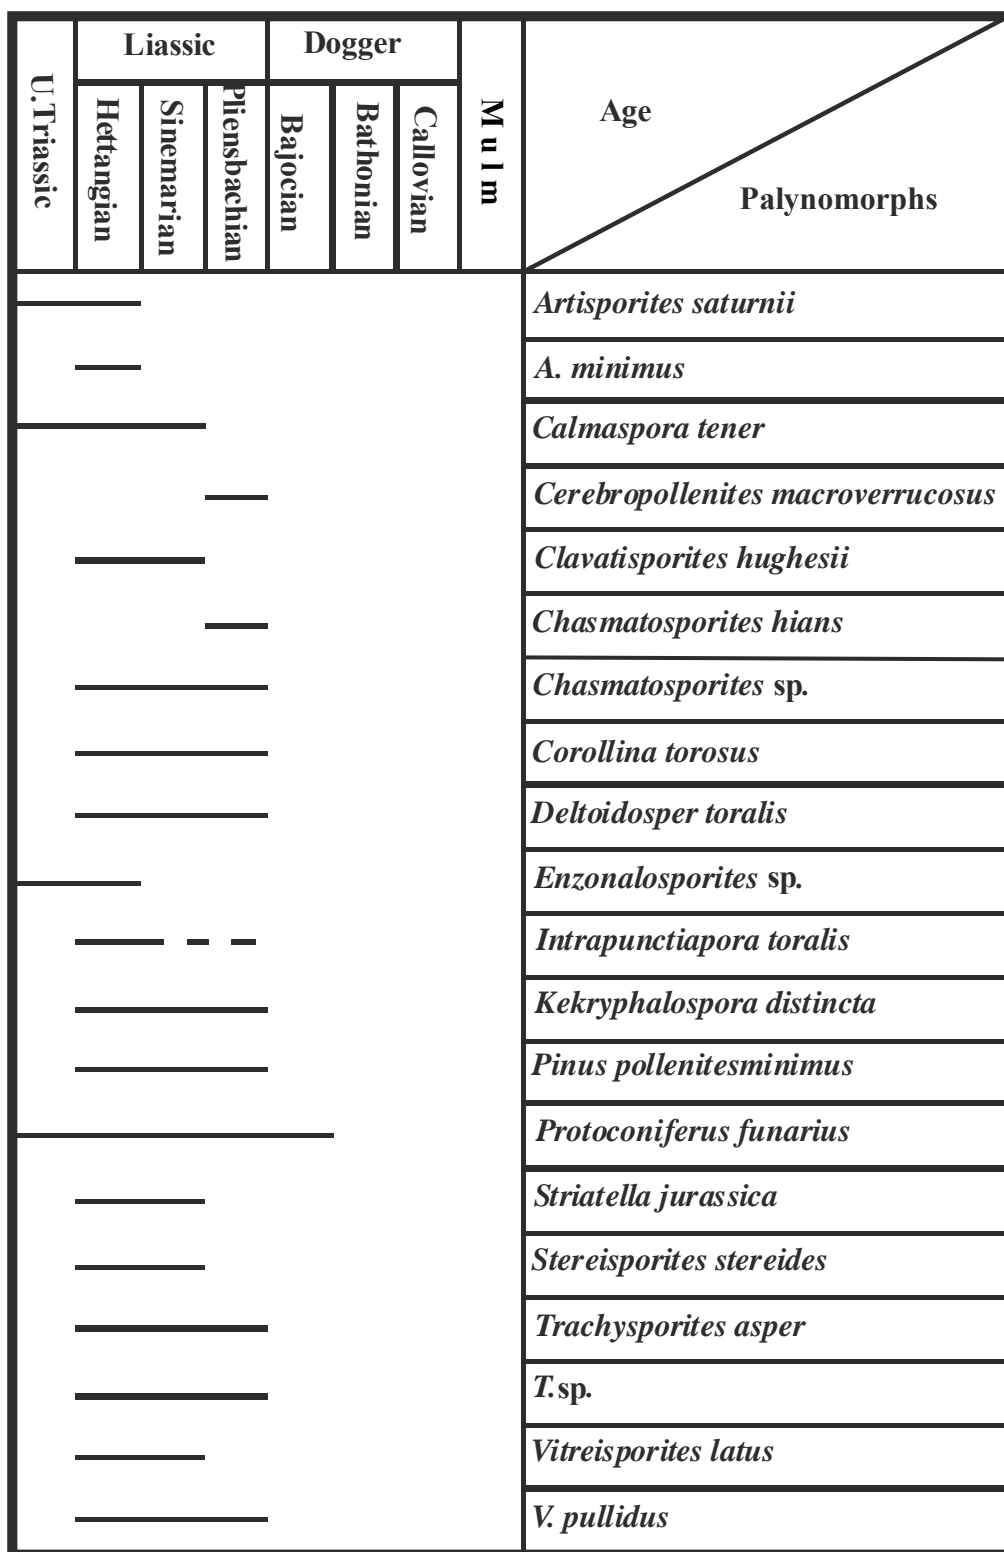 Liassic
Dogger
U.Triassic
Hettangian
Sinemarian
Pliensbachian
Bajocian
Bathonian
Callovian
M u l m
Age
Palynomorphs
Artisporites saturnii
A. minimus
Calmaspora tener
Cerebropollenites macroverrucosus
Clavatisporites hughesii
Chasmatosporites hians
Chasmatosporites sp.
Corollina torosus
Deltoidosper toralis
Enzonalosporites sp.
Intrapunctiapora toralis
Kekryphalospora distincta
Pinus pollenitesminimus
Protoconiferus funarius
Striatella jurassica
Stereisporites stereides
Trachysporites asper
T.sp.
Vitreisporites latus
V. pullidus